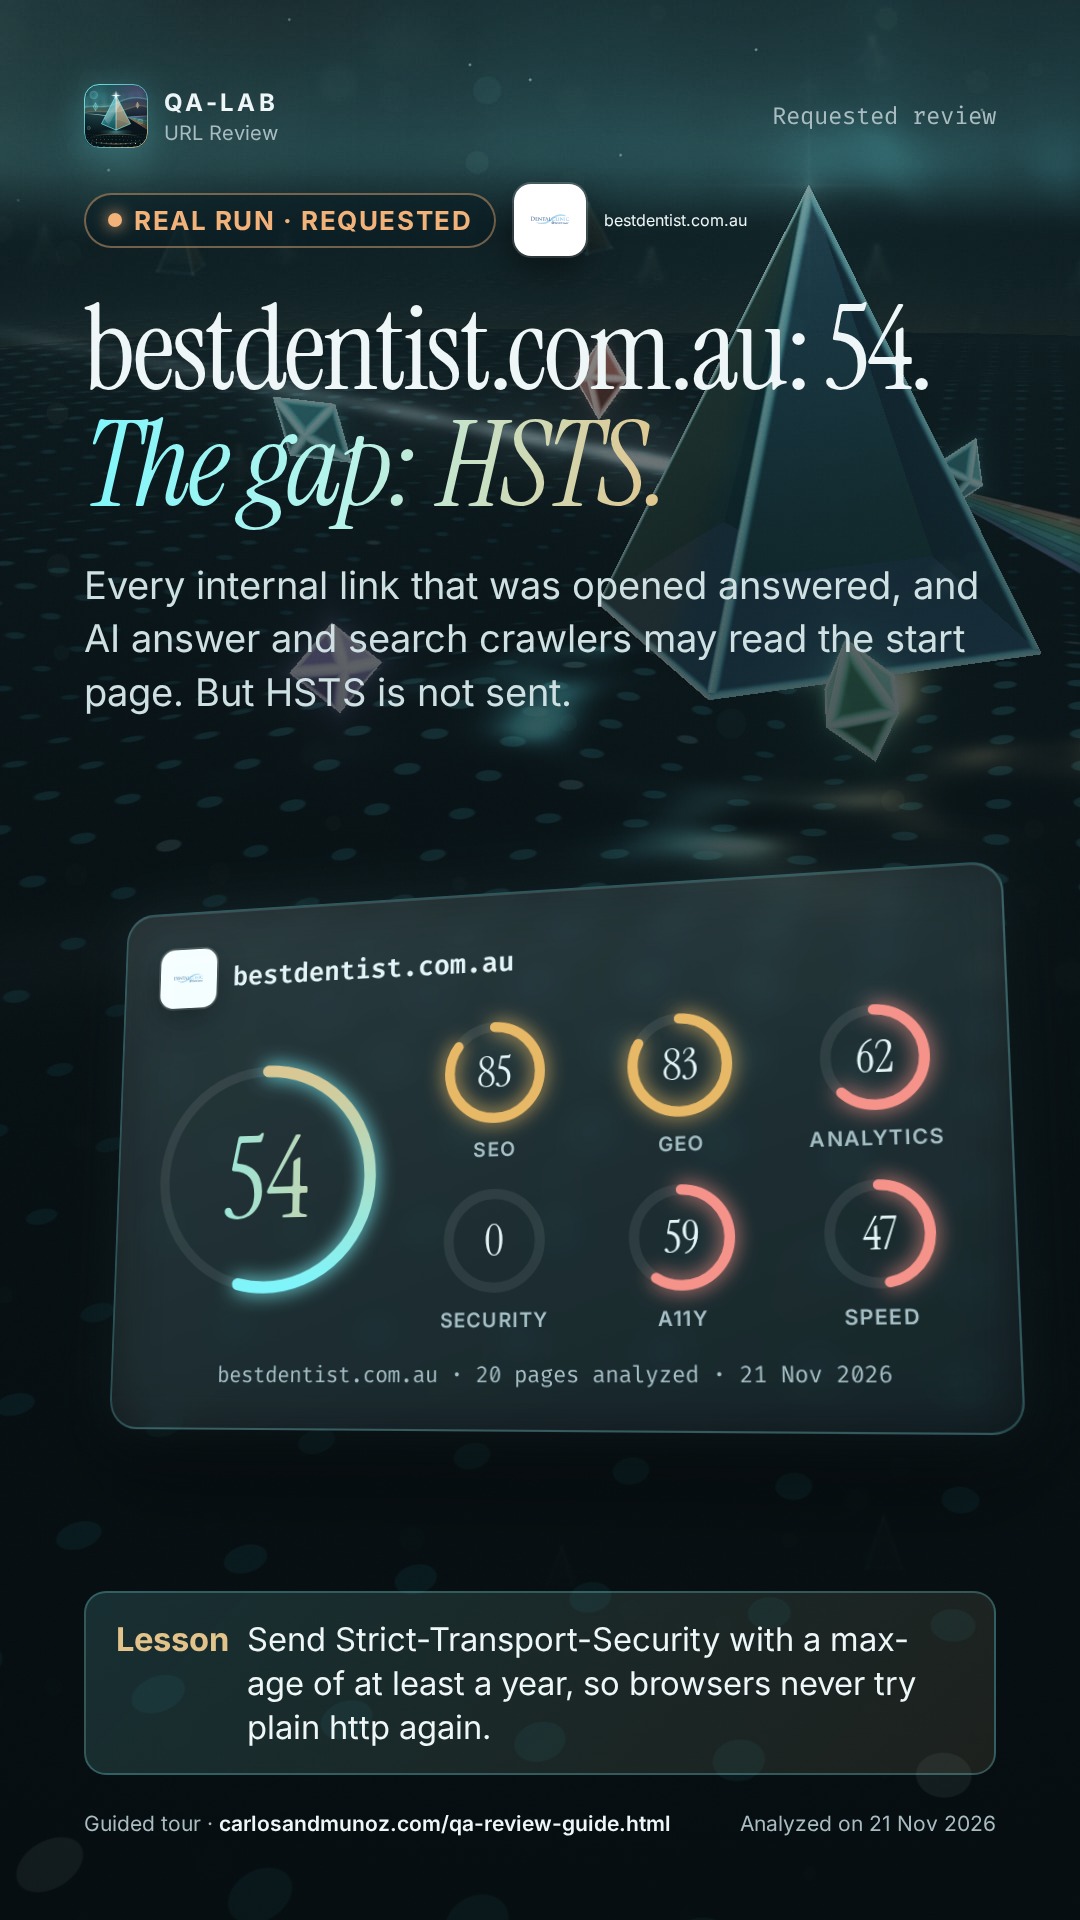 QA-LAB
URL Review
Requested review
REAL RUN · REQUESTED
bestdentist.com.au
bestdentist.com.au: 54.
The gap: HSTS.
Every internal link that was opened answered, and
AI answer and search crawlers may read the start
page. But HSTS is not sent.
bestdentist.com.au
54
85
SEO
83
GEO
62
ANALYTICS
0
SECURITY
59
A11Y
47
SPEED
bestdentist.com.au · 20 pages analyzed · 21 Nov 2026
Lesson Send Strict-Transport-Security with a max-
age of at least a year, so browsers never try
plain http again.
Guided tour · carlosandmunoz.com/qa-review-guide.html
Analyzed on 21 Nov 2026